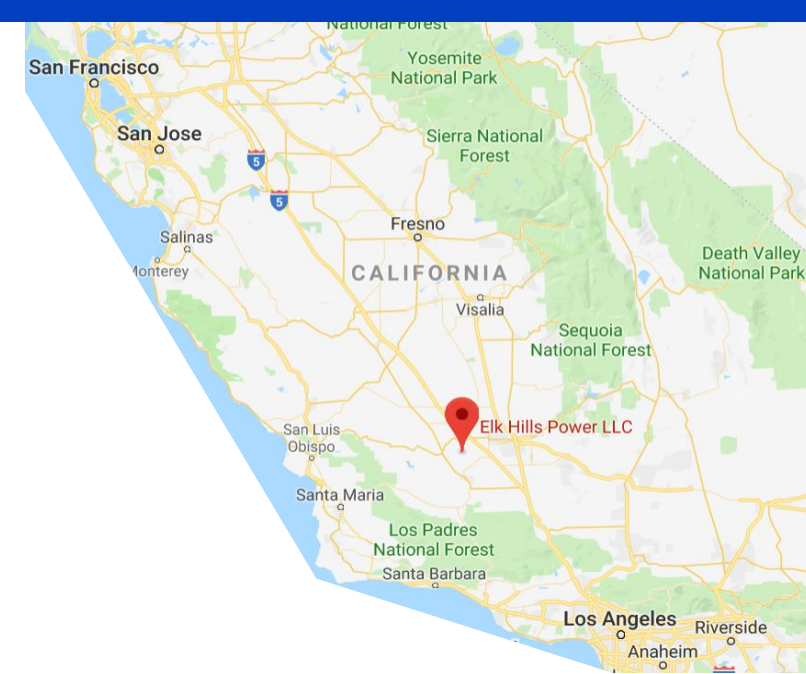 National Forest
San Francisco
Yosemite
National Park
San Jose
Sierra National
Forest
5
5
Fresno
Salinas
Death Valley
National Park
Monterey
CALIFORNIA
Visalia
Sequoia
National Forest
Elk Hills Power LLC
San Luis
Obispo
Santa Maria
Los Padres
National Forest
Santa Barbara
Los Angeles
Riverside
Anaheim